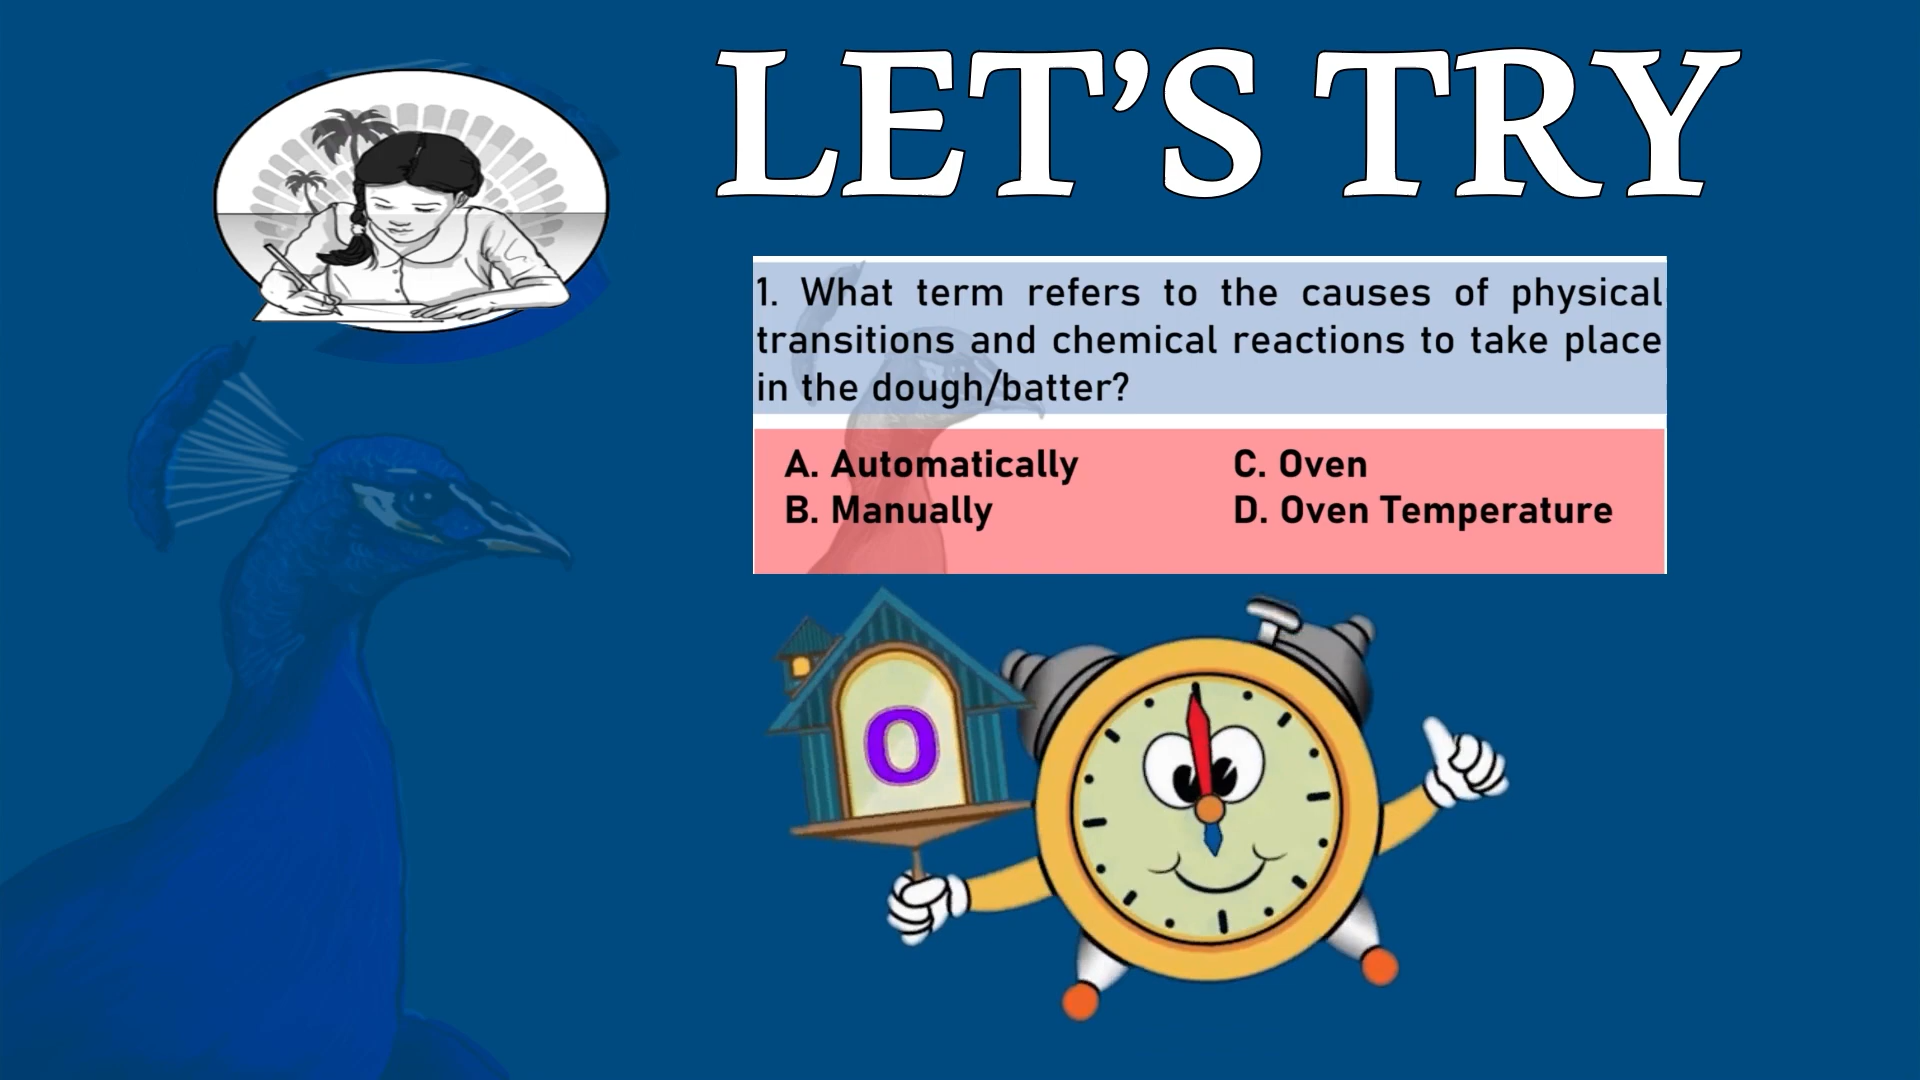 LET'S TRY
1. What term refers to the causes of physical
transitions and chemical reactions to take place
in the dough/batter?
A. Automatically
B. Manually
C. Oven
D. Oven Temperature
0